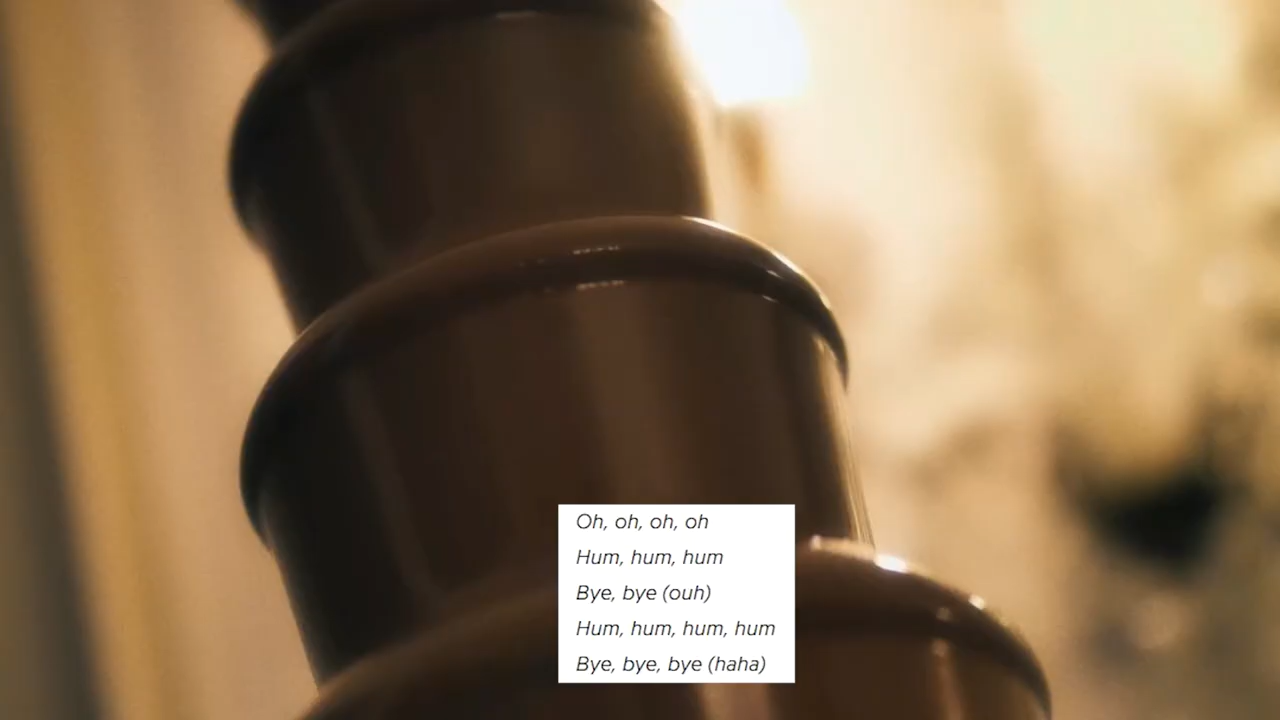 Oh, oh, oh, oh
Hum, hum, hum
Bye, bye (ouh)
Hum, hum, hum, hum
Bye, bye, bye (haha)